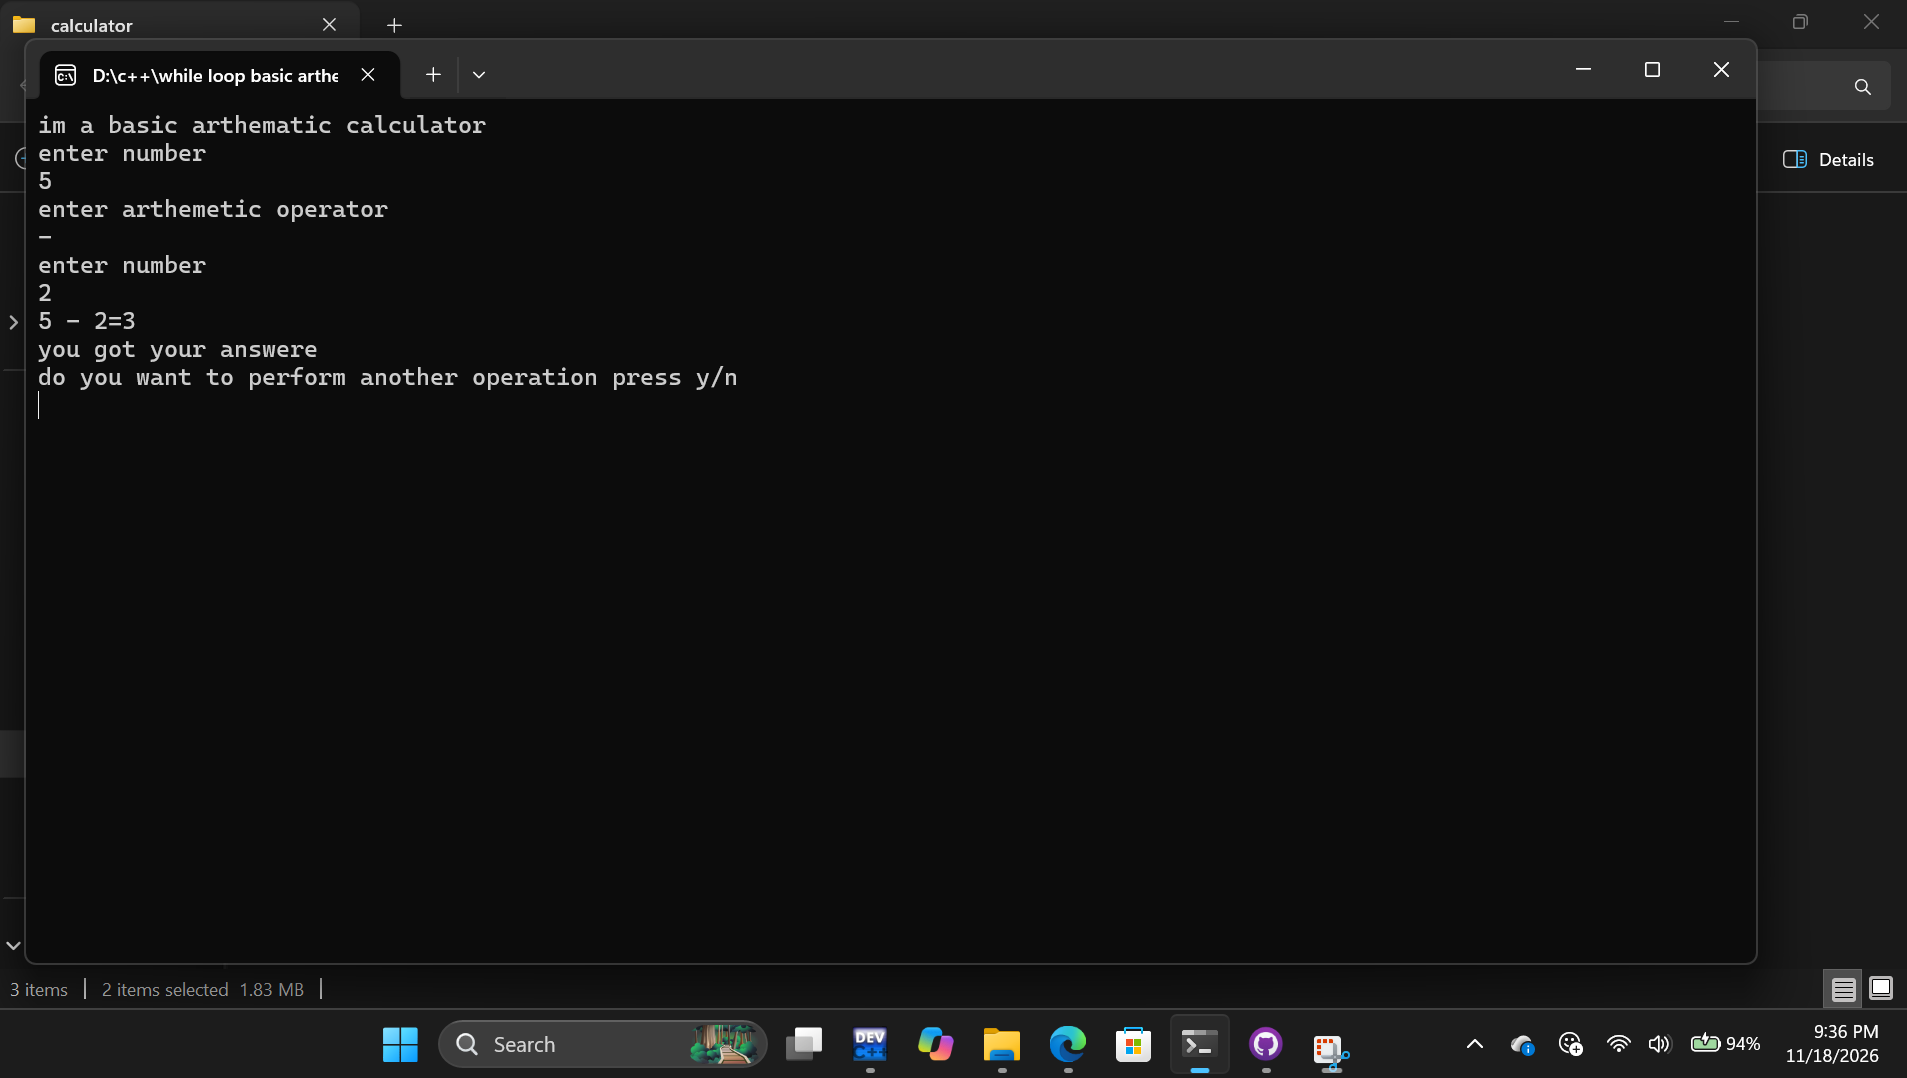 calculator
D:\c++\while loop basic arthe
im a basic arthematic calculator
enter number
5
enter arthemetic operator
-
enter number
2
5 - 2=3
you got your answere
do you want to perform another operation press y/n
Details
3 items
2 items selected 1.83 MB
Search
DEV
C++
94%
9:36 PM
11/18/2026